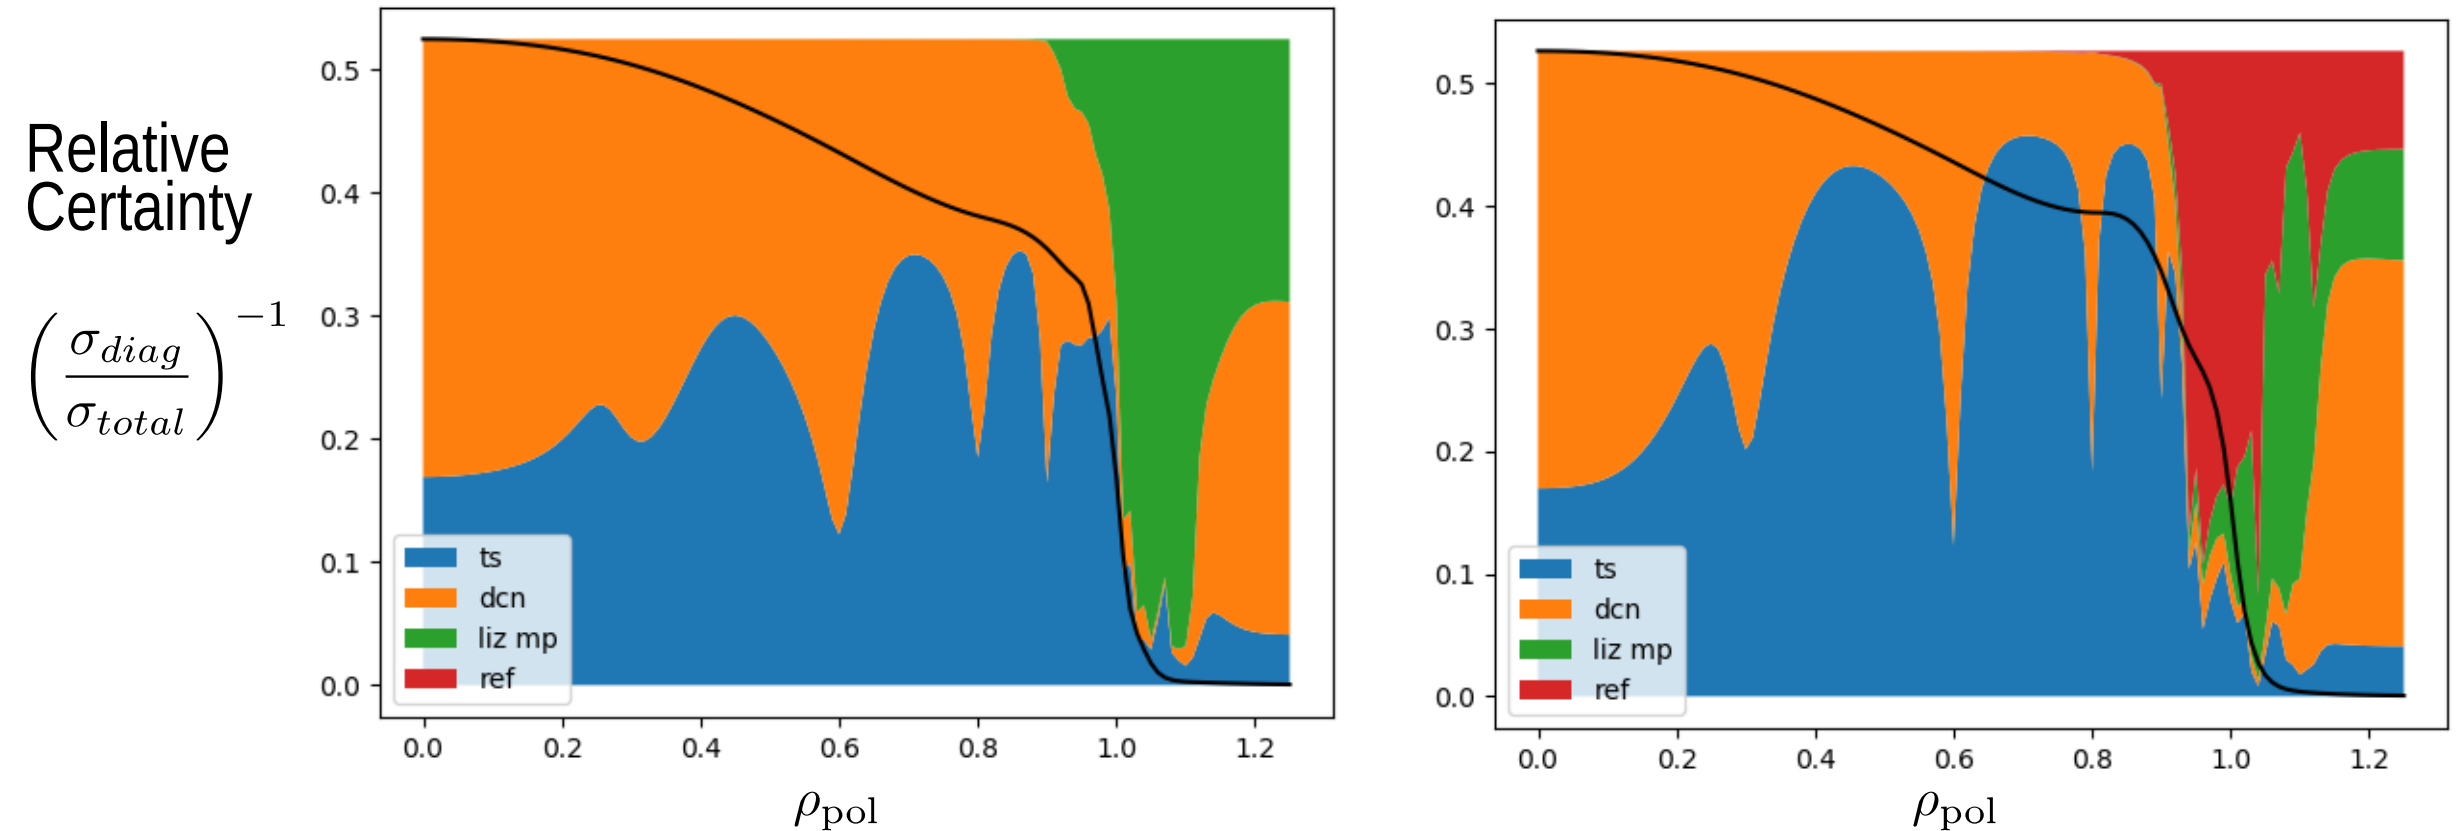 Relative
Certainty
(σ_diag / σ_total)^−1
0.5
0.4
0.3
0.2
0.1
0.0
ts
dcn
liz mp
ref
0.0 0.2 0.4 0.6 0.8 1.0 1.2
ρ_pol
0.5
0.4
0.3
0.2
0.1
0.0
ts
dcn
liz mp
ref
0.0 0.2 0.4 0.6 0.8 1.0 1.2
ρ_pol